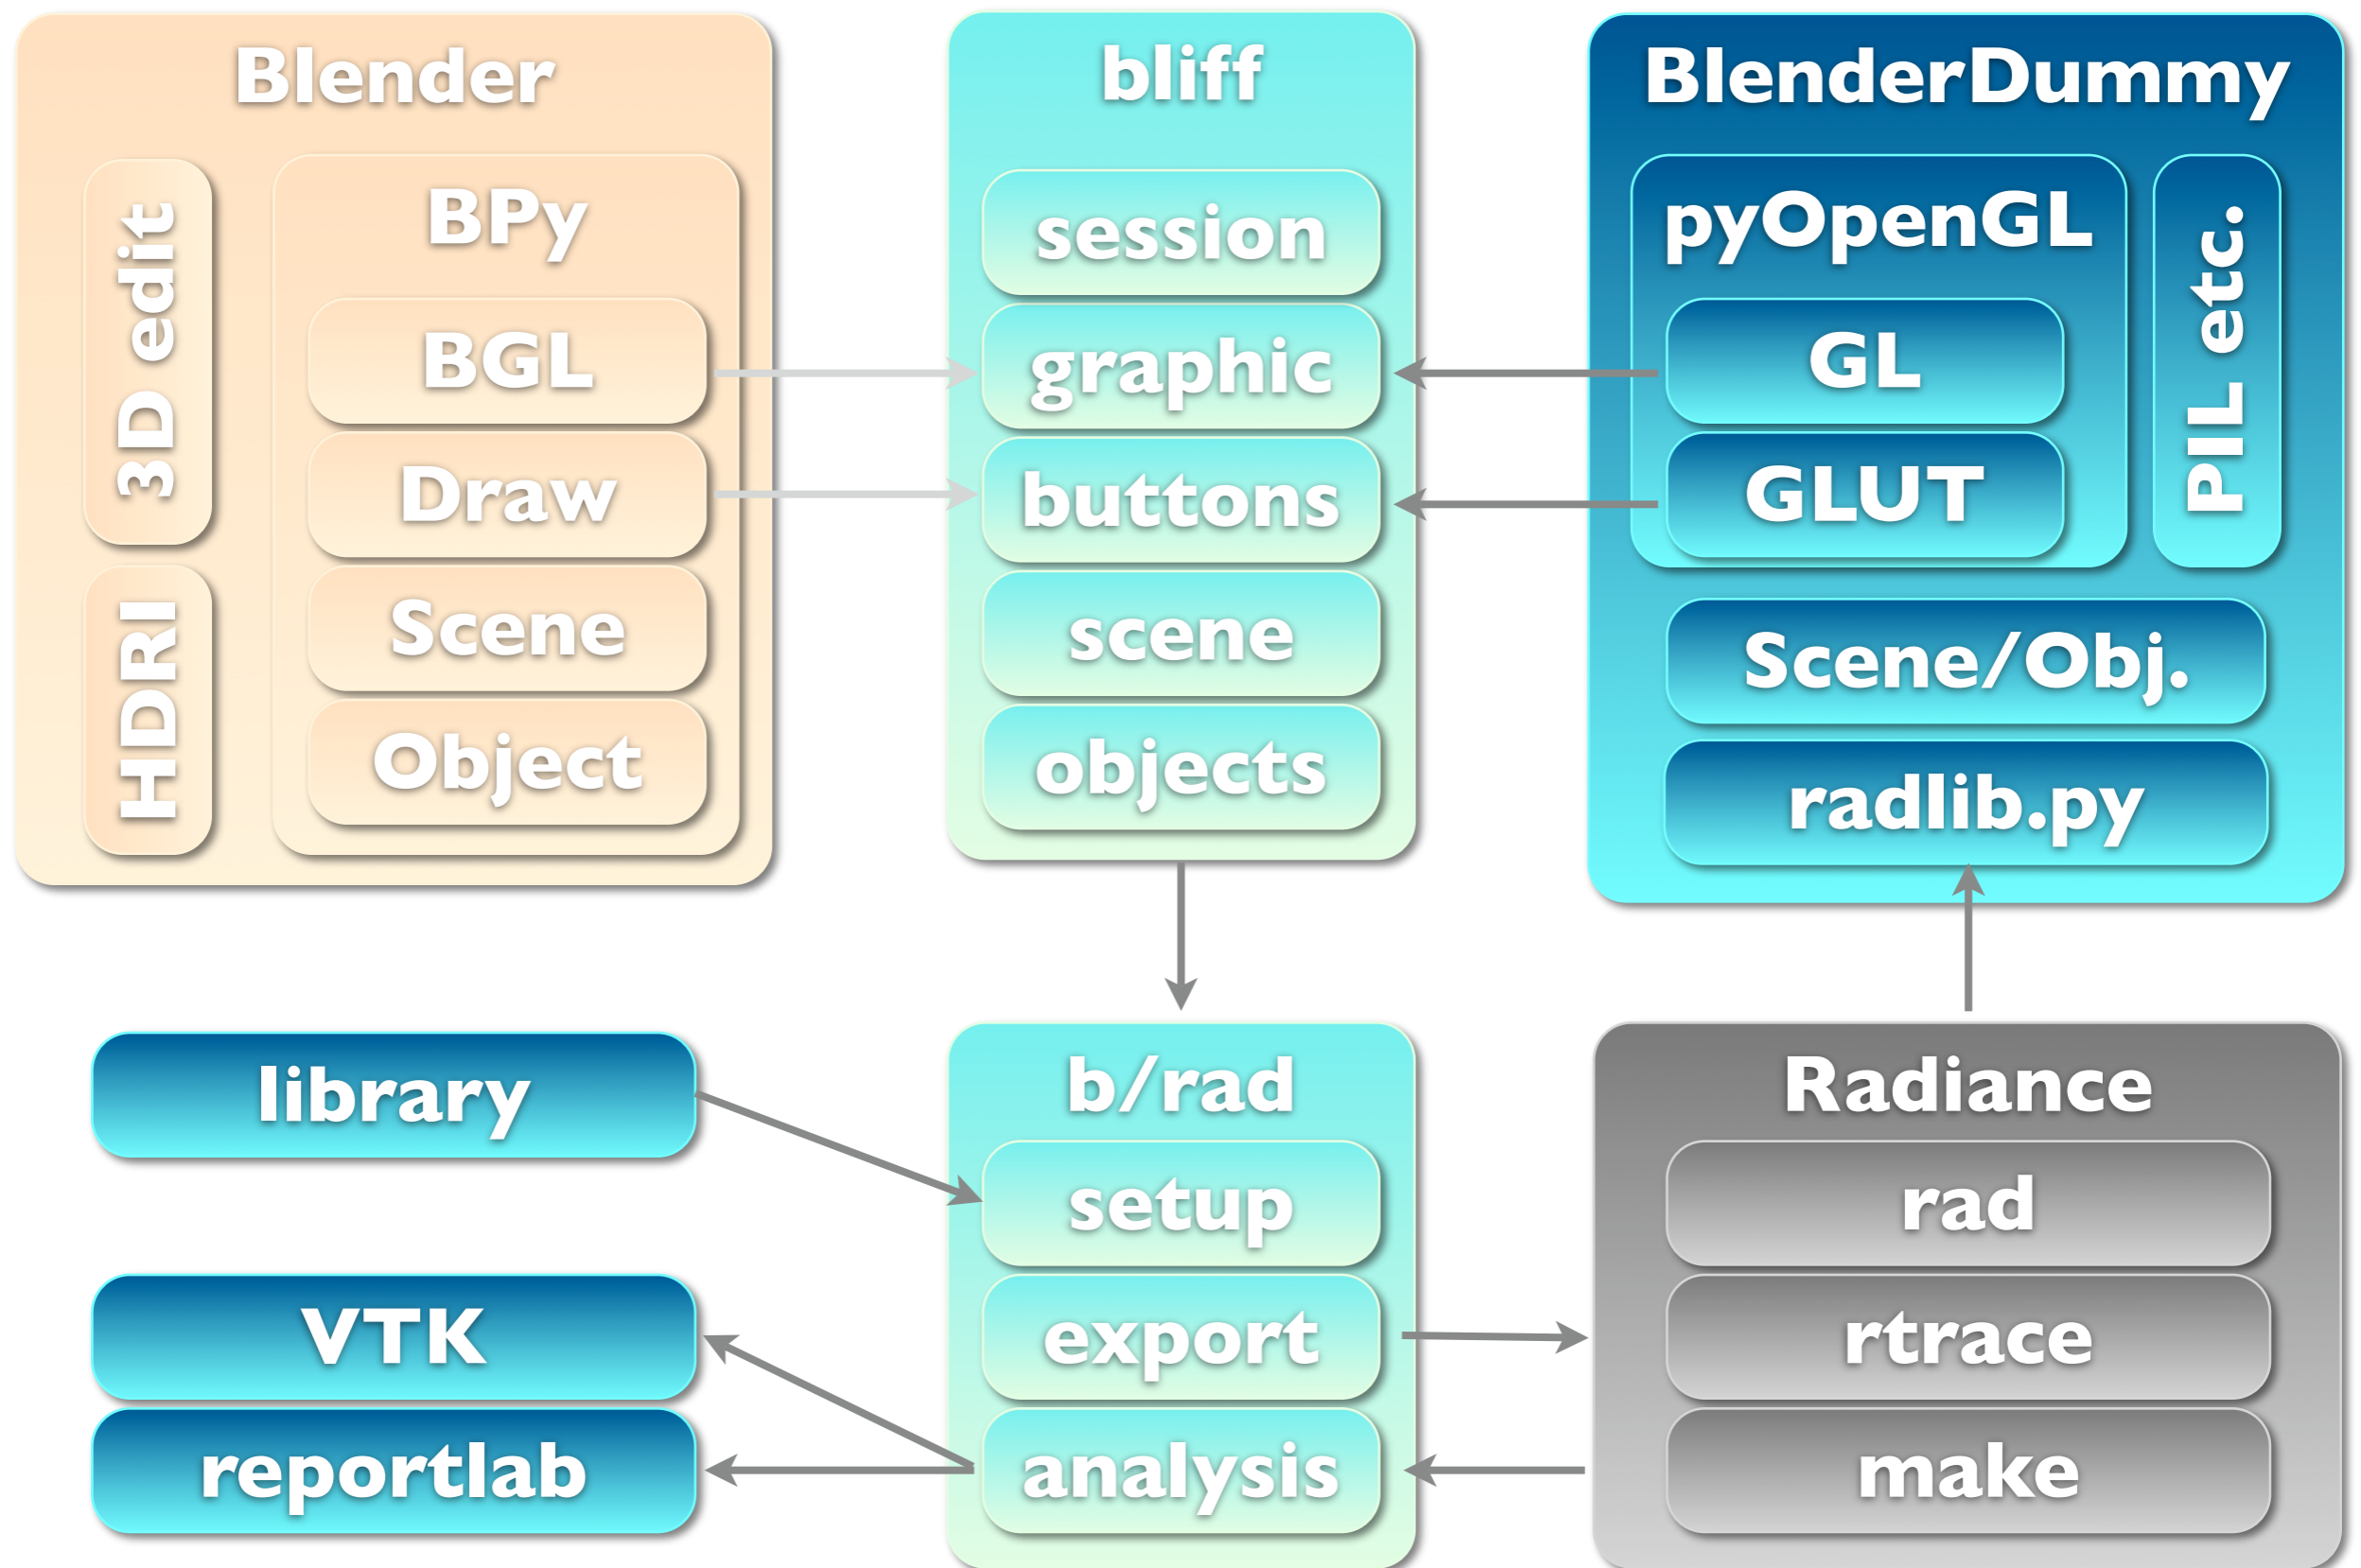 Blender
3D edit
HDRI
BPy
BGL
Draw
Scene
Object
bliff
session
graphic
buttons
scene
objects
BlenderDummy
pyOpenGL
GL
GLUT
PIL etc.
Scene/Obj.
radlib.py
library
VTK
reportlab
b/rad
setup
export
analysis
Radiance
rad
rtrace
make